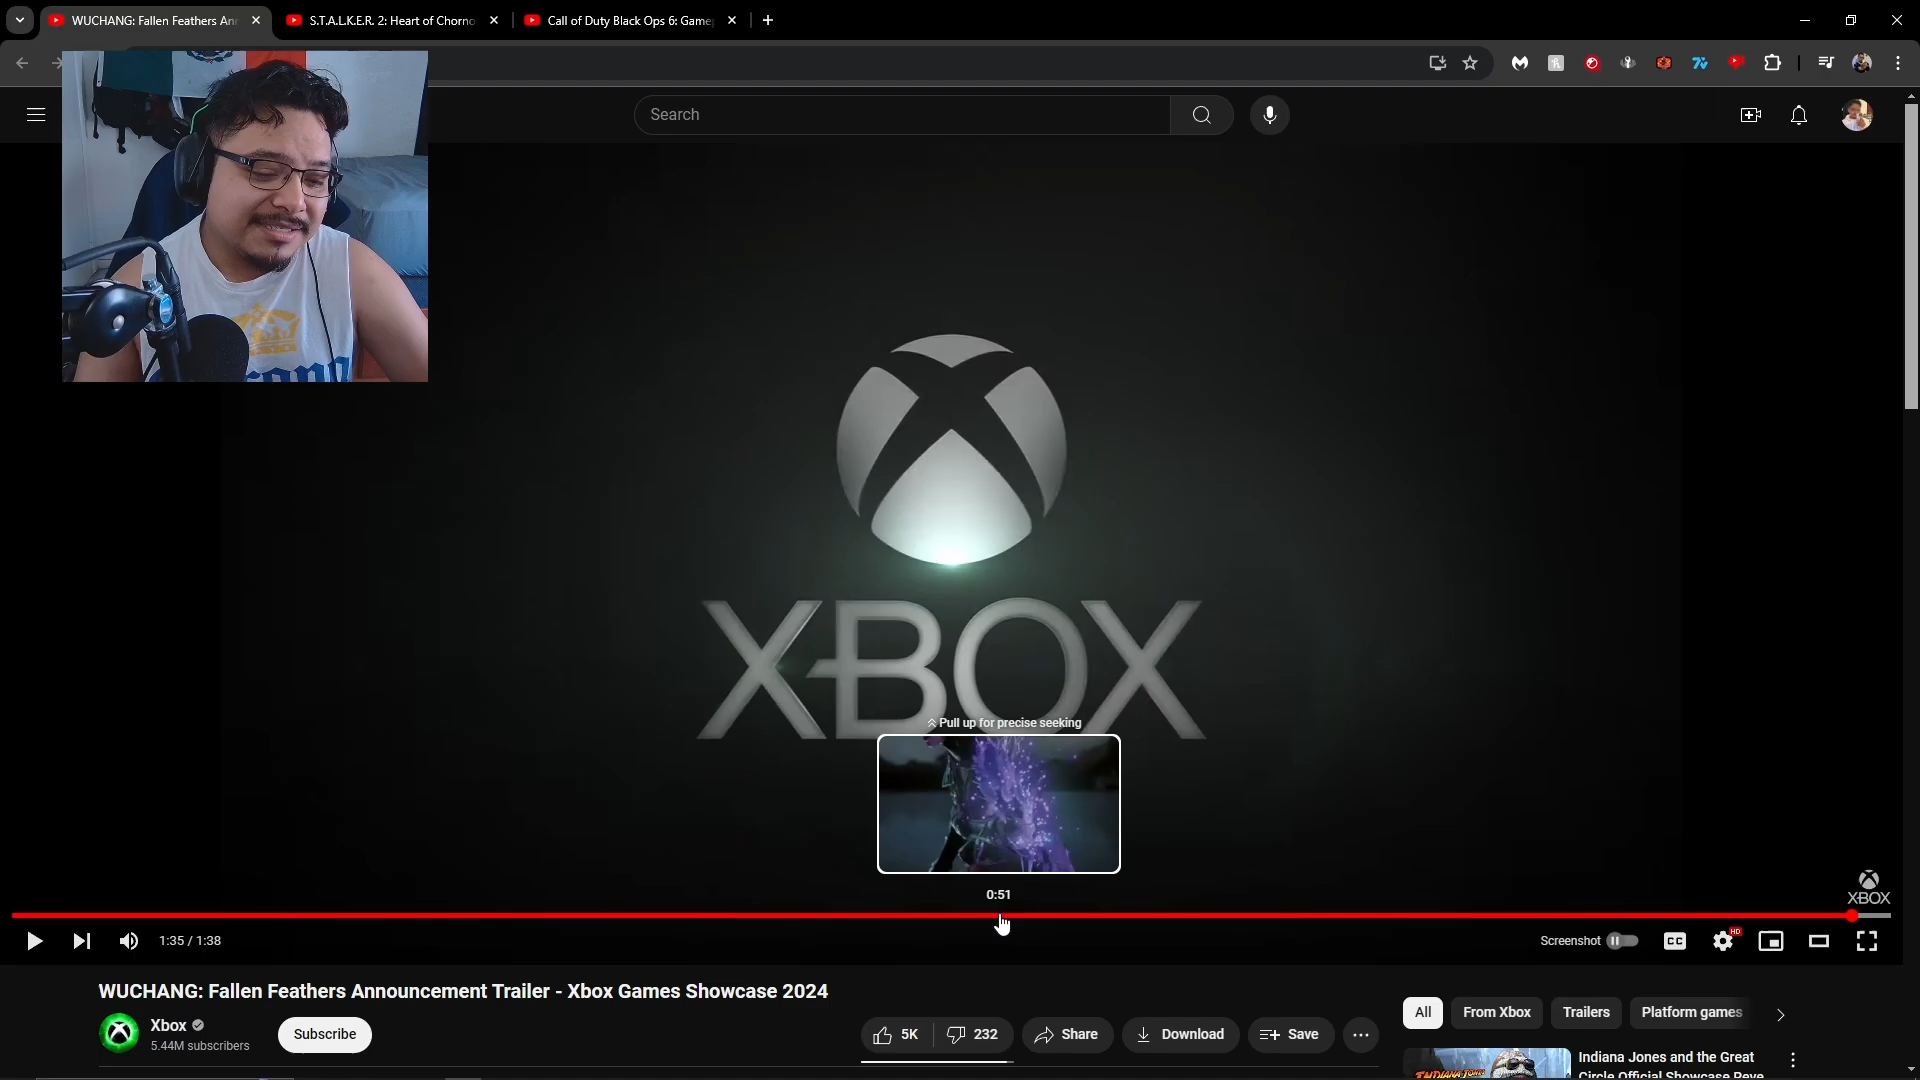 WUCHANG: Fallen Feathers An
S.T.A.L.K.E.R. 2: Heart of Chorno
Call of Duty Black Ops 6: Game
Search
XBOX
Pull up for precise seeking
0:51
XBOX
1:35 / 1:38
Screenshot
CC
HD
WUCHANG: Fallen Feathers Announcement Trailer - Xbox Games Showcase 2024
Xbox
5.44M subscribers
Subscribe
5K
232
Share
Download
Save
All
From Xbox
Trailers
Platform games
Indiana Jones and the Great
Circle Official Showcase Reve